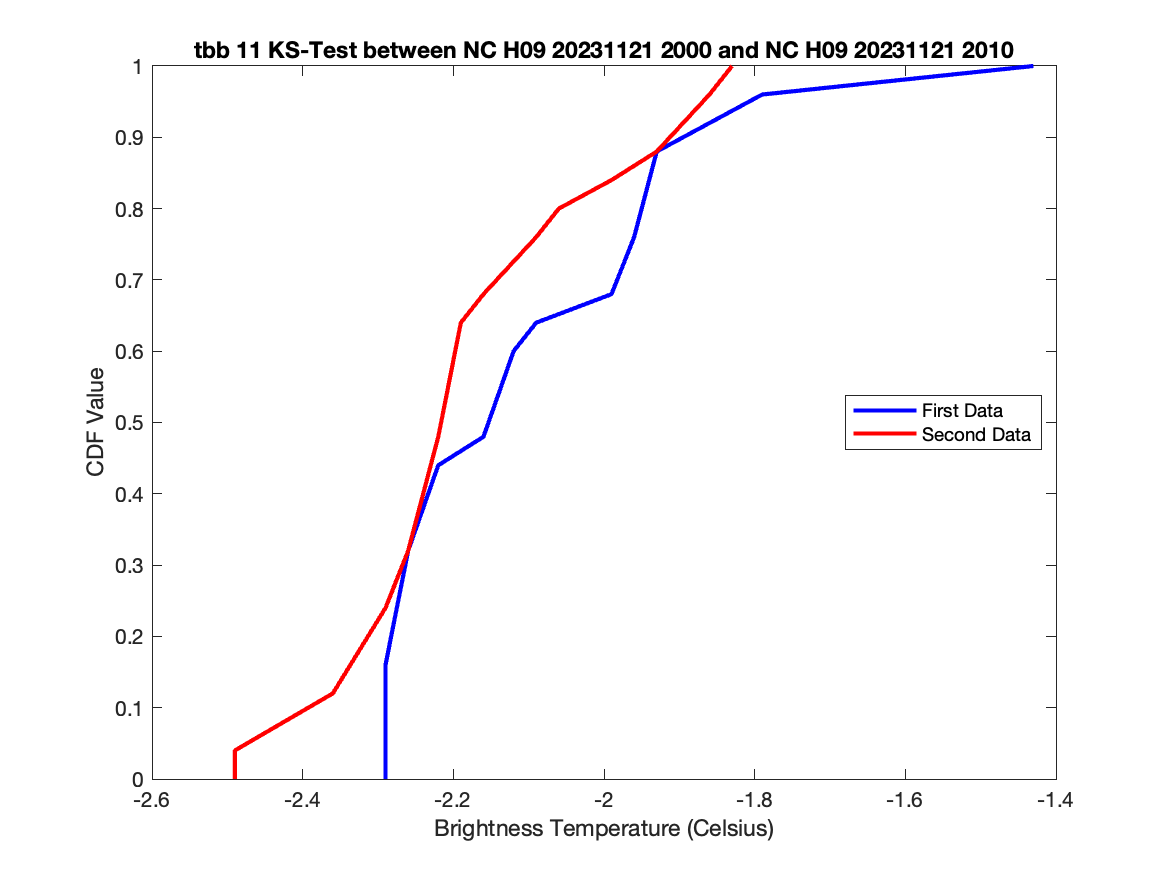 tbb 11 KS-Test between NC H09 20231121 2000 and NC H09 20231121 2010
1
0.9
0.8
0.7
0.6
0.5
0.4
0.3
0.2
0.1
0
CDF Value
First Data
Second Data
-2.6 -2.4 -2.2 -2 -1.8 -1.6 -1.4
Brightness Temperature (Celsius)